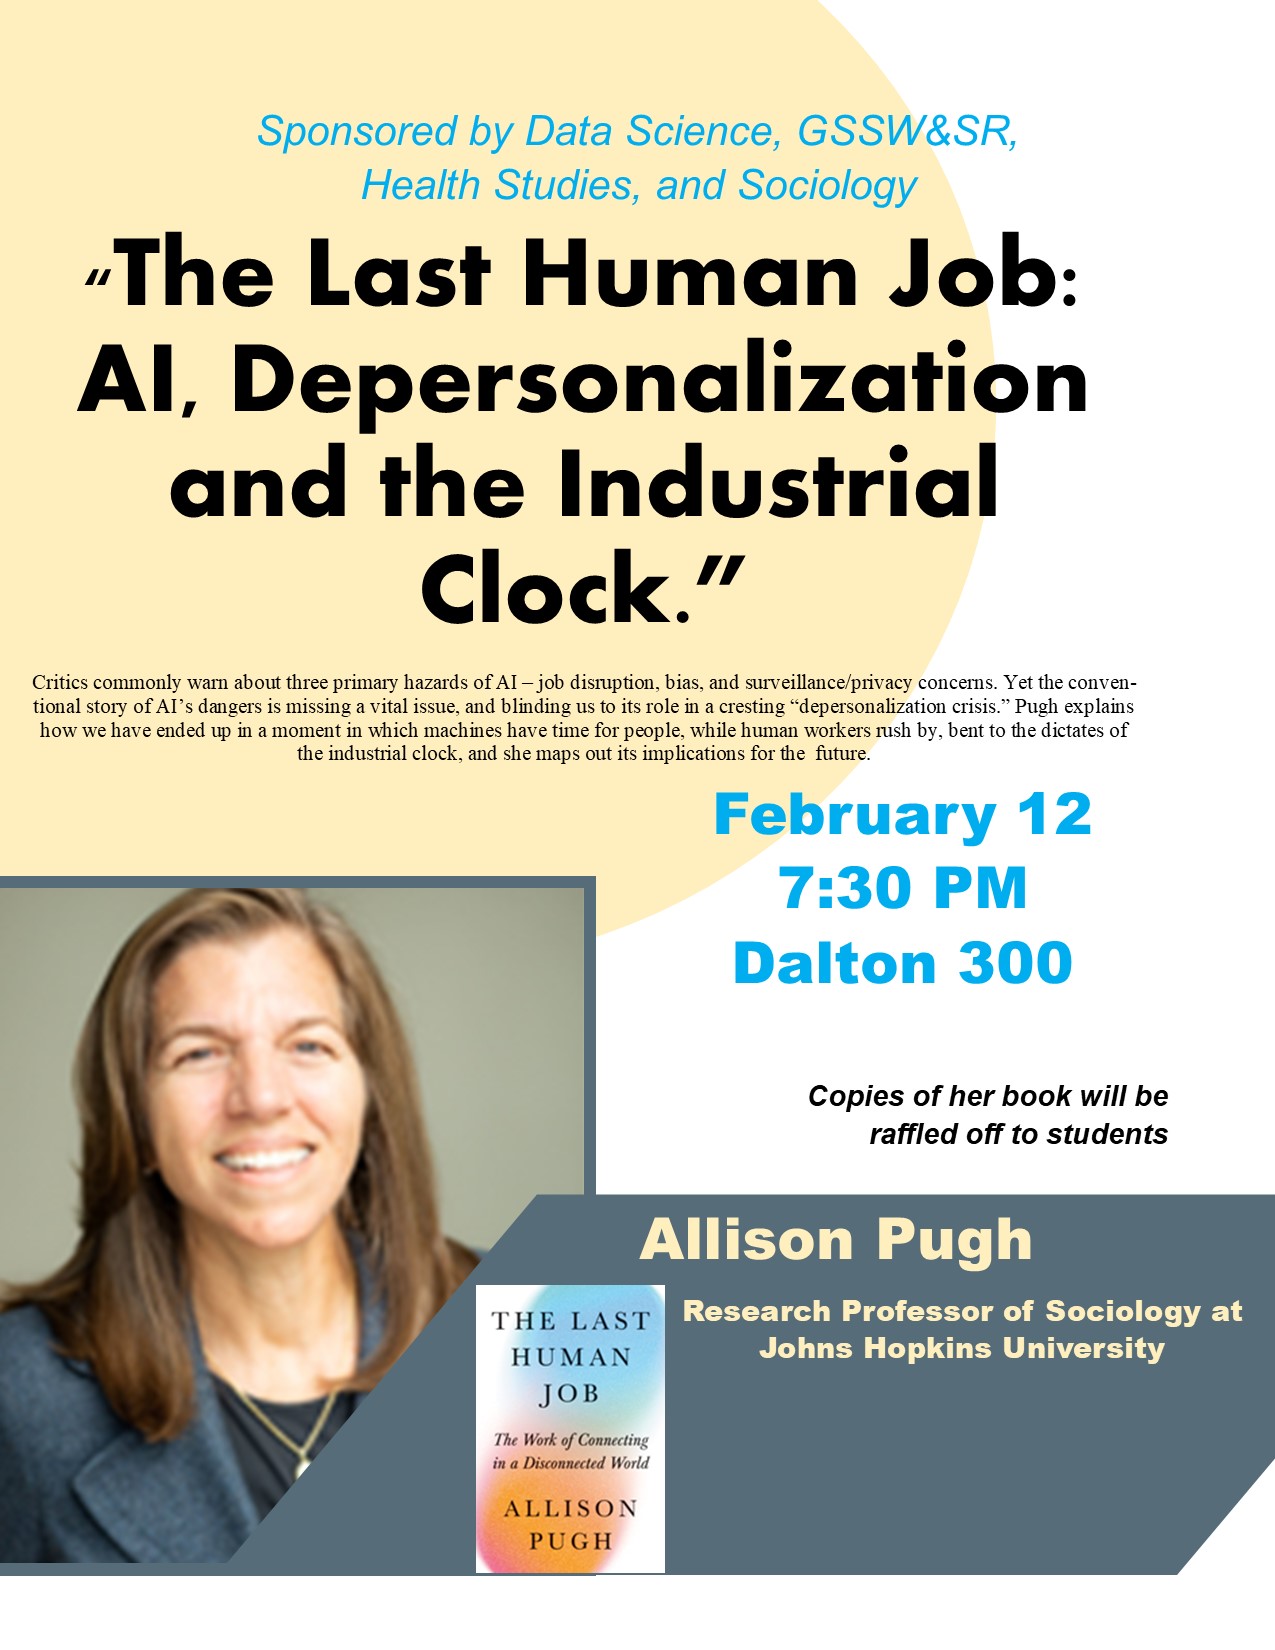 Sponsored by Data Science, GSSW&SR,
Health Studies, and Sociology
“The Last Human Job:
AI, Depersonalization
and the Industrial
Clock.”
Critics commonly warn about three primary hazards of AI – job disruption, bias, and surveillance/privacy concerns. Yet the conven-
tional story of AI’s dangers is missing a vital issue, and blinding us to its role in a cresting “depersonalization crisis.” Pugh explains
how we have ended up in a moment in which machines have time for people, while human workers rush by, bent to the dictates of
the industrial clock, and she maps out its implications for the  future.
February 12
7:30 PM
Dalton 300
Copies of her book will be
raffled off to students
Allison Pugh
Research Professor of Sociology at
Johns Hopkins University
THE LAST
HUMAN
JOB
The Work of Connecting
in a Disconnected World
ALLISON
PUGH